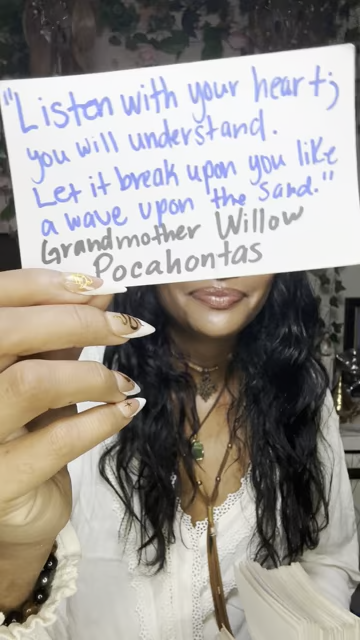 "Listen with your heart;
you will understand.
Let it break upon you like
a wave upon the sand."
Grandmother Willow
Pocahontas